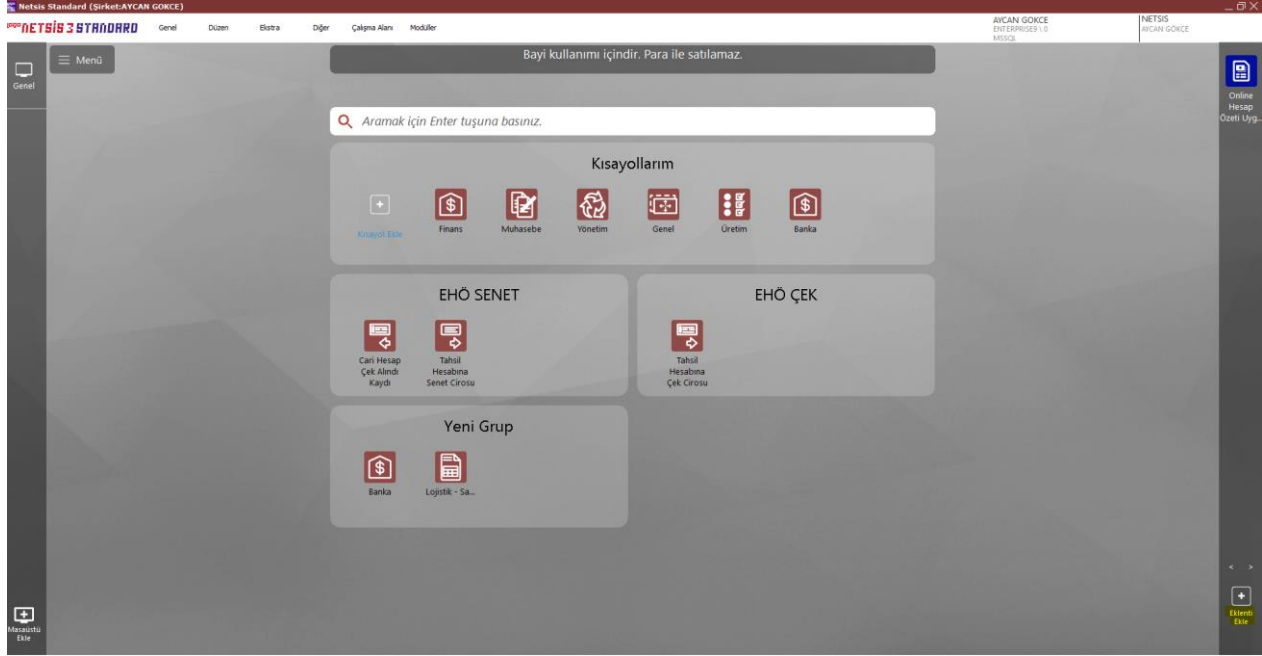 Netsis Standard (Şirket:AYCAN GOKCE)
LOGO NETSİS 3 STANDARD
Genel Düzen Ekstra Diğer Çalışma Alanı Modüller
AYCAN GOKCE
ENTERPRISE9 \ 0
MSSQL
NETSIS
AYCAN GÖKÇE
Genel
Menü
Bayi kullanımı içindir. Para ile satılamaz.
Online
Hesap
Özeti Uyg...
Aramak için Enter tuşuna basınız.
Kısayollarım
Kısayol Ekle
Finans
Muhasebe
Yönetim
Genel
Üretim
Banka
EHÖ SENET
Cari Hesap
Çek Alındı
Kaydı
Tahsil
Hesabına
Senet Cirosu
EHÖ ÇEK
Tahsil
Hesabına
Çek Cirosu
Yeni Grup
Banka
Lojistik - Sa...
Masaüstü
Ekle
Eklenti
Ekle